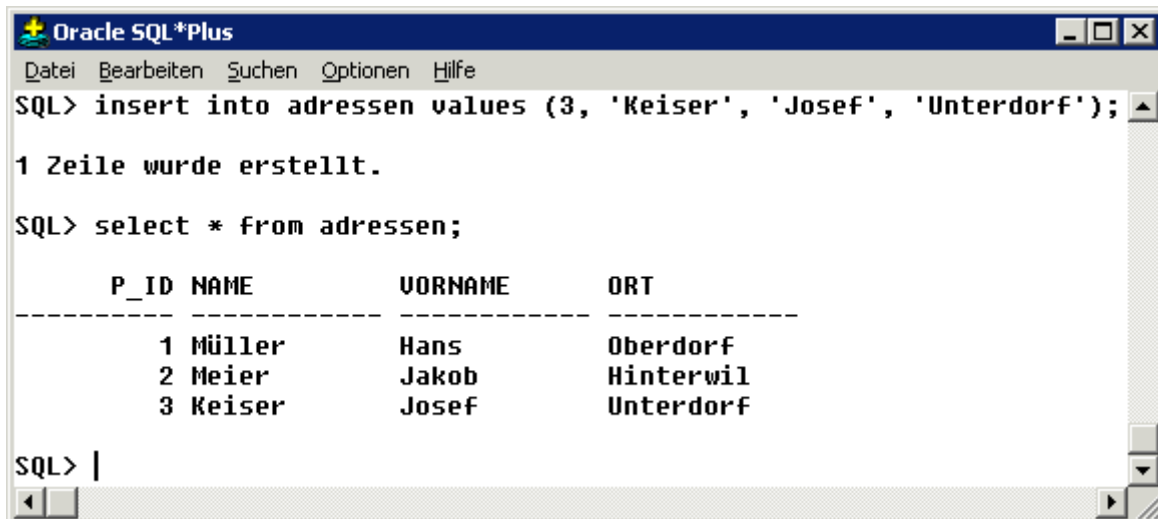 Oracle SQL*Plus
Datei Bearbeiten Suchen Optionen Hilfe
SQL> insert into adressen values (3, 'Keiser', 'Josef', 'Unterdorf');
1 Zeile wurde erstellt.
SQL> select * from adressen;
P_ID NAME VORNAME ORT
---------- ------------ ------------ ------------
1 Müller Hans Oberdorf
2 Meier Jakob Hinterwil
3 Keiser Josef Unterdorf
SQL>